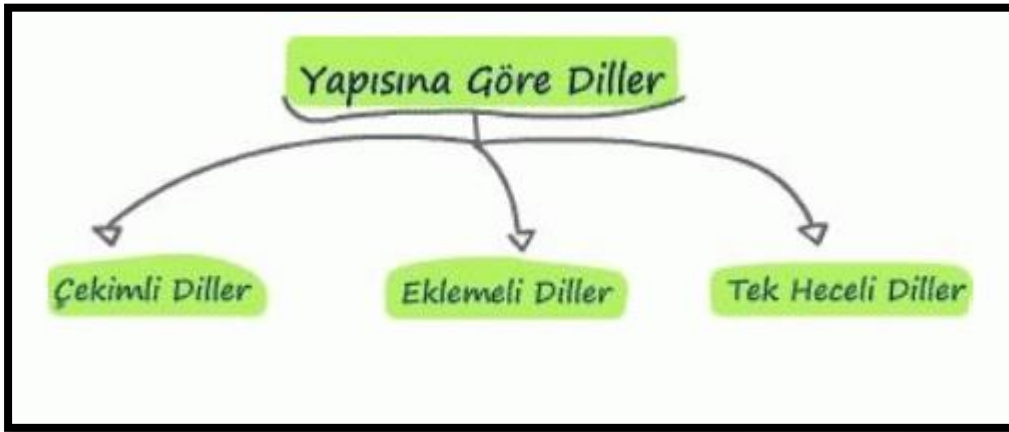 Yapısına Göre Diller
Çekimli Diller
Eklemeli Diller
Tek Heceli Diller